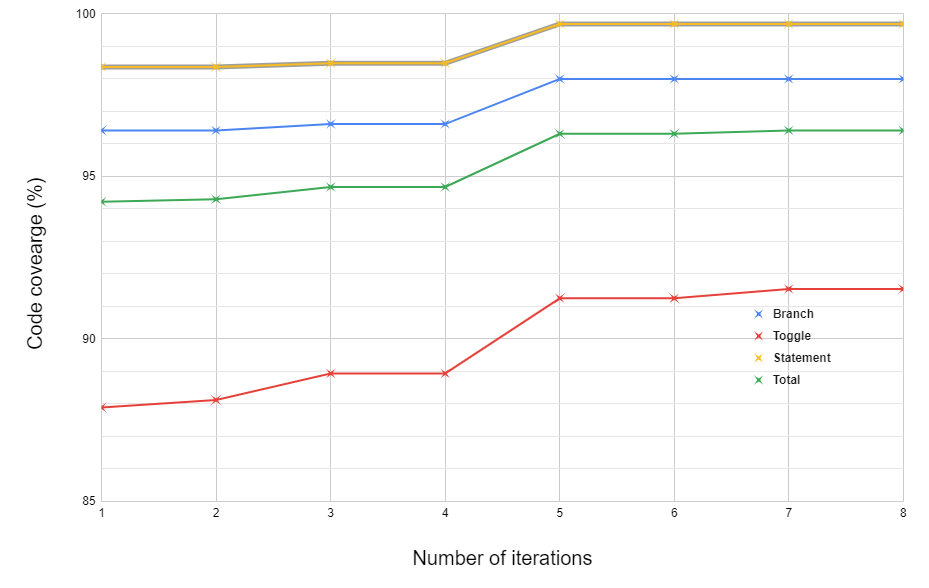 100
95
90
85
Code covearge (%)
1 2 3 4 5 6 7 8
Number of iterations
Branch
Toggle
Statement
Total